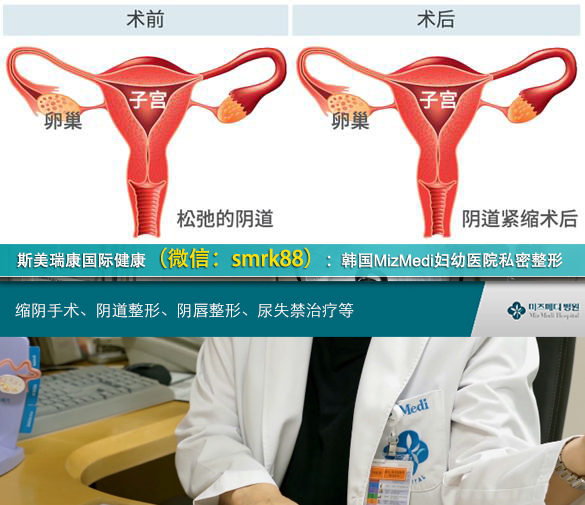 术前
术后
子宫
卵巢
子宫
卵巢
松弛的阴道
阴道紧缩术后
斯美瑞康国际健康（微信：smrk88）：韩国MizMedi妇幼医院私密整形
缩阴手术、阴道整形、阴唇整形、尿失禁治疗等
미즈메디 병원
Miz Medi Hospital
Medi